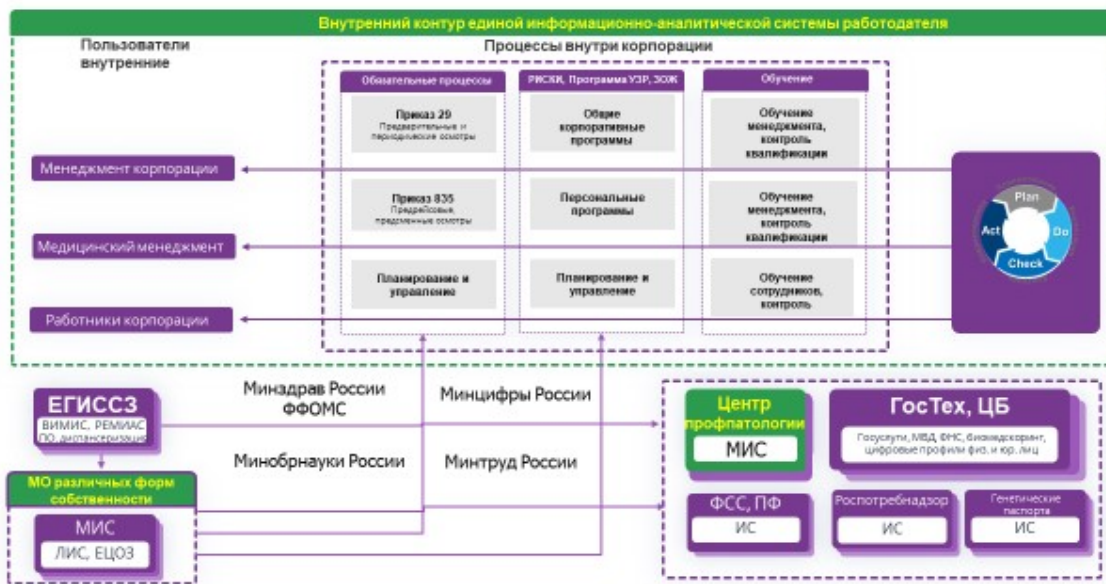 Внутренний контур единой информационно-аналитической системы работодателя
Пользователи
внутренние
Процессы внутри корпорации
Обязательные процессы
РИСКИ, Программа УЗР, ЗОЖ
Обучение
Приказ 29
Предварительные и
периодические осмотры
Общие
корпоративные
программы
Обучение
менеджмента,
контроль
квалификации
Менеджмент корпорации
Приказ 835
Предрейсовые,
предсменные осмотры
Персональные
программы
Обучение
менеджмента,
контроль
квалификации
Медицинский менеджмент
Планирование и
управление
Планирование и
управление
Обучение
сотрудников,
контроль
Работники корпорации
Plan
Act
Do
Check
ЕГИССЗ
ВИМИС, РЕМИАС
ПО, диспансеризация
Минздрав России
ФФОМС
Минцифры России
Минобрнауки России
Минтруд России
МО различных форм
собственности
МИС
ЛИС, ЕЦОЗ
Центр
профпатологии
МИС
ГосТех, ЦБ
Госуслуги, МВД, ФНС, биомедскоринг,
цифровые профили физ. и юр. лиц
ФСС, ПФ
ИС
Роспотребнадзор
ИС
Генетические
паспорта
ИС